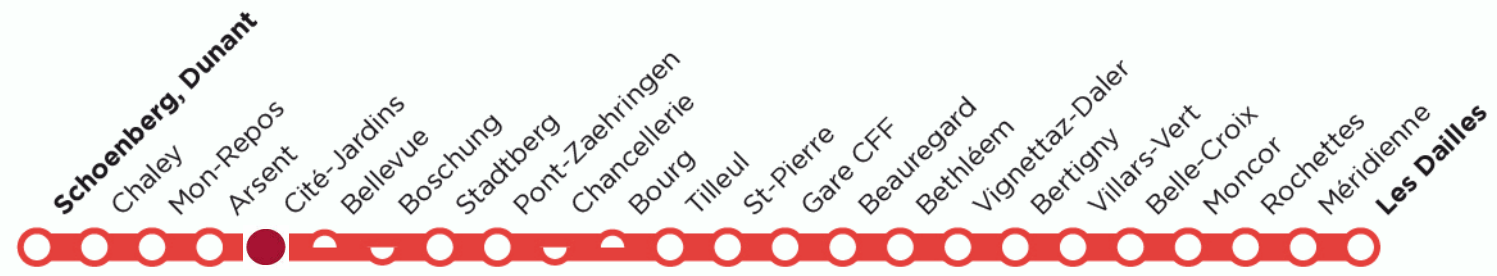 Schoenberg, Dunant
Chaley
Mon-Repos
Arsent
Cité-Jardins
Bellevue
Boschung
Stadtberg
Pont-Zaehringen
Chancellerie
Bourg
Tilleul
St-Pierre
Gare CFF
Beauregard
Bethléem
Vignettaz-Daler
Bertigny
Villars-Vert
Belle-Croix
Moncor
Rochettes
Méridienne
Les Dailles